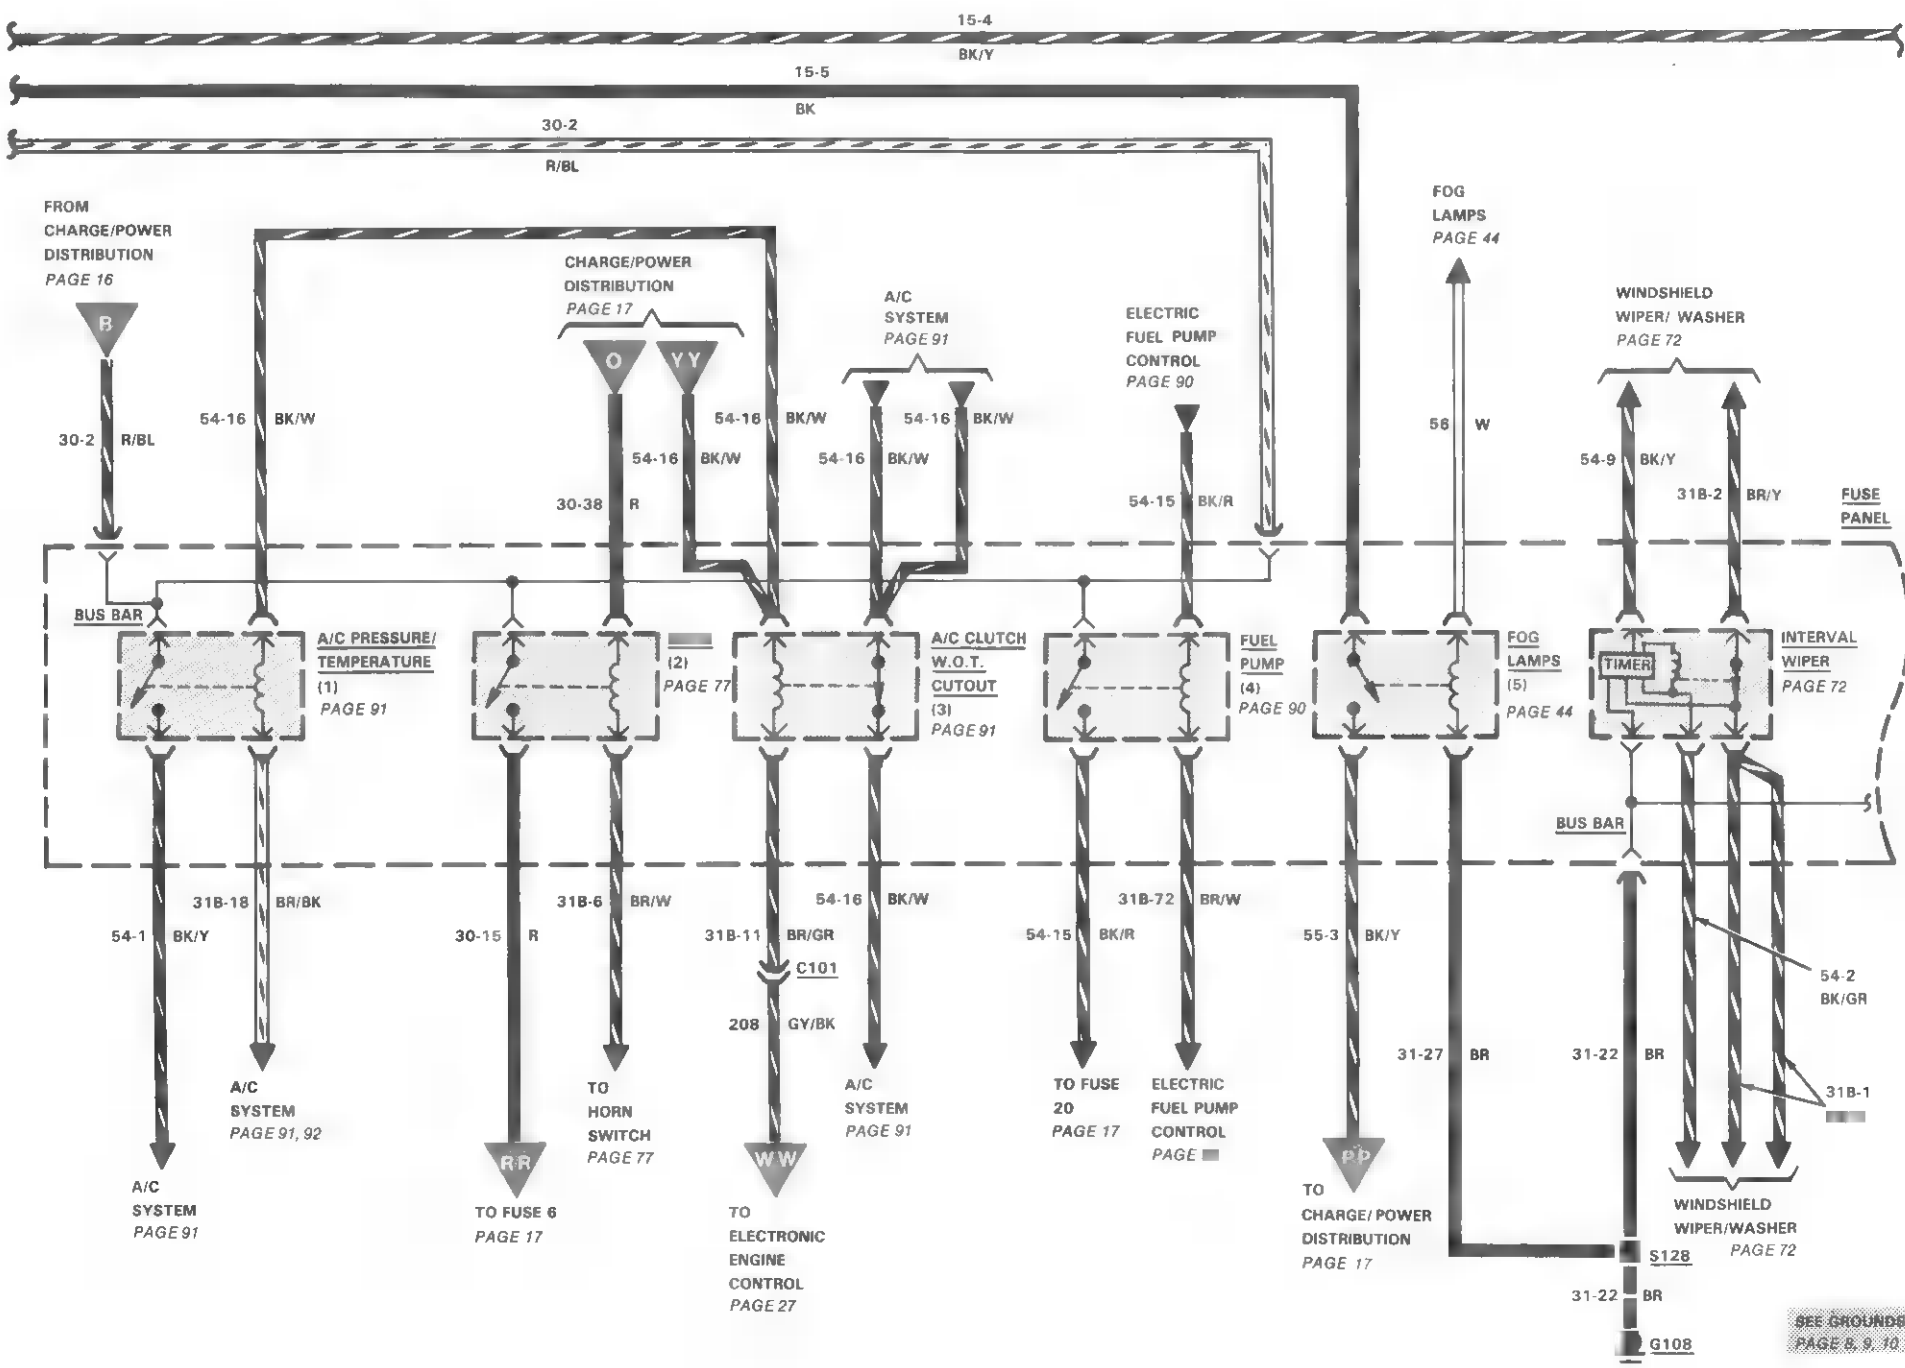 15-4
BK/Y
15-5
BK
30-2
R/BL
FROM
CHARGE/POWER
DISTRIBUTION
PAGE 16
B
30-2 R/BL
54-16 BK/W
CHARGE/POWER
DISTRIBUTION
PAGE 17
O
YY
30-38 R
54-16 BK/W
54-16 BK/W
A/C
SYSTEM
PAGE 91
54-16 BK/W
54-16 BK/W
ELECTRIC
FUEL PUMP
CONTROL
PAGE 90
54-15 BK/R
FOG
LAMPS
PAGE 44
56 W
WINDSHIELD
WIPER/ WASHER
PAGE 72
54-9 BK/Y
31B-2 BR/Y
FUSE
PANEL
BUS BAR
A/C PRESSURE/
TEMPERATURE
(1)
PAGE 91
(2)
PAGE 77
A/C CLUTCH
W.O.T.
CUTOUT
(3)
PAGE 91
FUEL
PUMP
(4)
PAGE 90
FOG
LAMPS
(5)
PAGE 44
TIMER
INTERVAL
WIPER
PAGE 72
BUS BAR
54-1 BK/Y
31B-18 BR/BK
30-15 R
31B-6 BR/W
31B-11 BR/GR
C101
208 GY/BK
54-16 BK/W
54-15 BK/R
31B-72 BR/W
55-3 BK/Y
31-27 BR
31-22 BR
54-2
BK/GR
31B-1
A/C
SYSTEM
PAGE 91
A/C
SYSTEM
PAGE 91, 92
RR
TO FUSE 6
PAGE 17
TO
HORN
SWITCH
PAGE 77
WW
TO
ELECTRONIC
ENGINE
CONTROL
PAGE 27
A/C
SYSTEM
PAGE 91
TO FUSE
20
PAGE 17
ELECTRIC
FUEL PUMP
CONTROL
PAGE
PP
TO
CHARGE/ POWER
DISTRIBUTION
PAGE 17
WINDSHIELD
WIPER/WASHER
PAGE 72
S128
31-22 BR
G108
SEE GROUNDS
PAGE 8, 9, 10